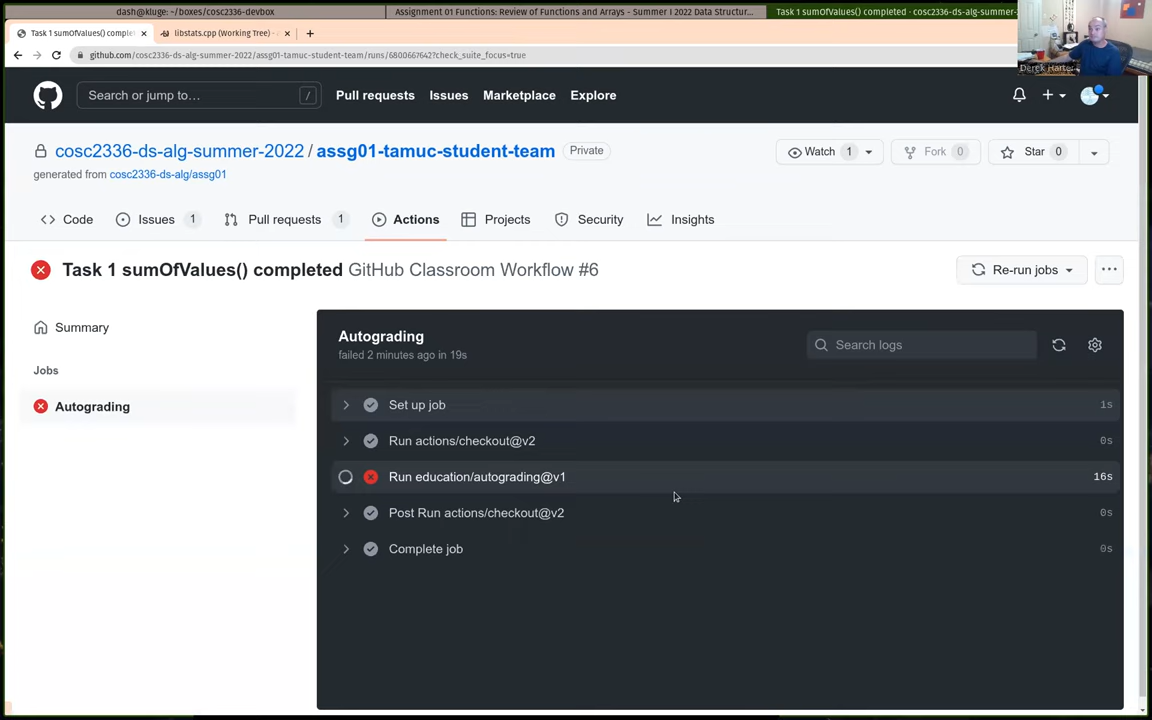 dash@kluge: ~/boxes/cosc2336-devbox
Assignment 01 Functions: Review of Functions and Arrays - Summer I 2022 Data Structur...
Task 1 sumOfValues() completed · cosc2336-ds-alg-summer-
Task 1 sumOfValues() comple
libstats.cpp (Working Tree)
github.com/cosc2336-ds-alg-summer-2022/assg01-tamuc-student-team/runs/6800667642?check_suite_focus=true
Derek Harter
Search or jump to…
/
Pull requests
Issues
Marketplace
Explore
cosc2336-ds-alg-summer-2022 / assg01-tamuc-student-team
Private
Watch 1
Fork 0
Star 0
generated from cosc2336-ds-alg/assg01
Code
Issues 1
Pull requests 1
Actions
Projects
Security
Insights
Task 1 sumOfValues() completed GitHub Classroom Workflow #6
Re-run jobs
Summary
Jobs
Autograding
Autograding
failed 2 minutes ago in 19s
Search logs
Set up job 1s
Run actions/checkout@v2 0s
Run education/autograding@v1 16s
Post Run actions/checkout@v2 0s
Complete job 0s